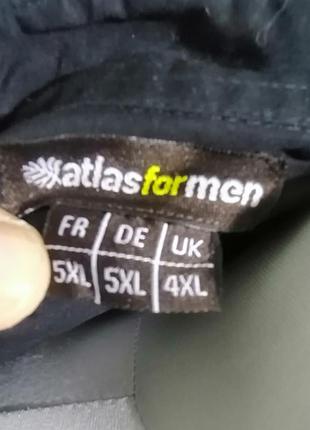 atlasformen
FR DE UK
5XL 5XL 4XL